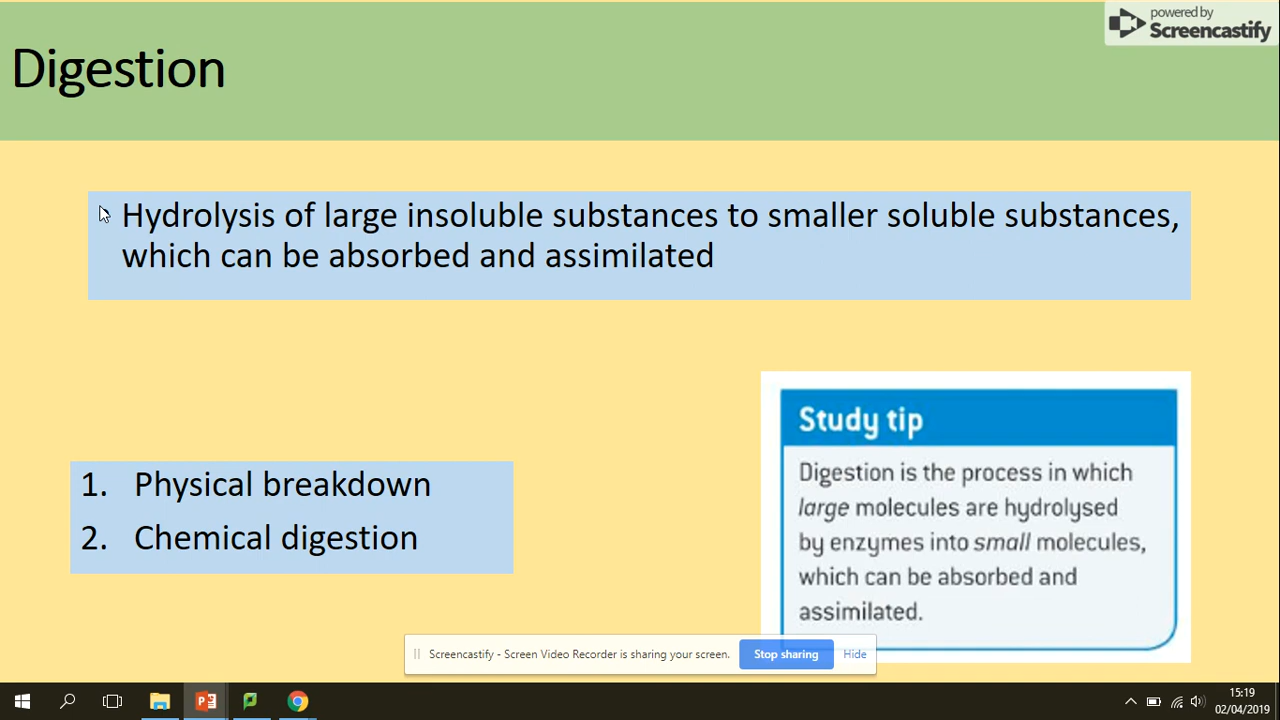 powered by
Screencastify
Digestion
Hydrolysis of large insoluble substances to smaller soluble substances,
which can be absorbed and assimilated
1. Physical breakdown
2. Chemical digestion
Study tip
Digestion is the process in which
large molecules are hydrolysed
by enzymes into small molecules,
which can be absorbed and
assimilated.
Screencastify - Screen Video Recorder is sharing your screen. Stop sharing Hide
15:19
02/04/2019